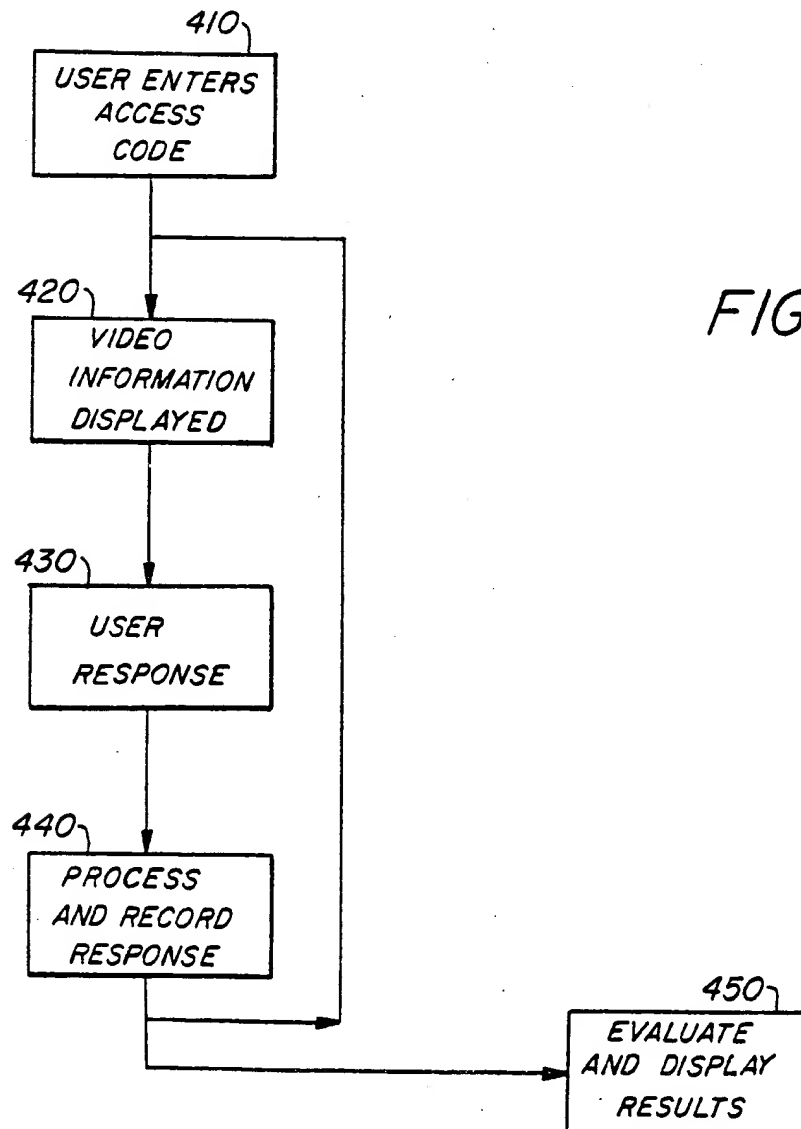 410
USER ENTERS
ACCESS
CODE
420
VIDEO
INFORMATION
DISPLAYED
FIG
430
USER
RESPONSE
440
PROCESS
AND RECORD
RESPONSE
450
EVALUATE
AND DISPLAY
RESULTS